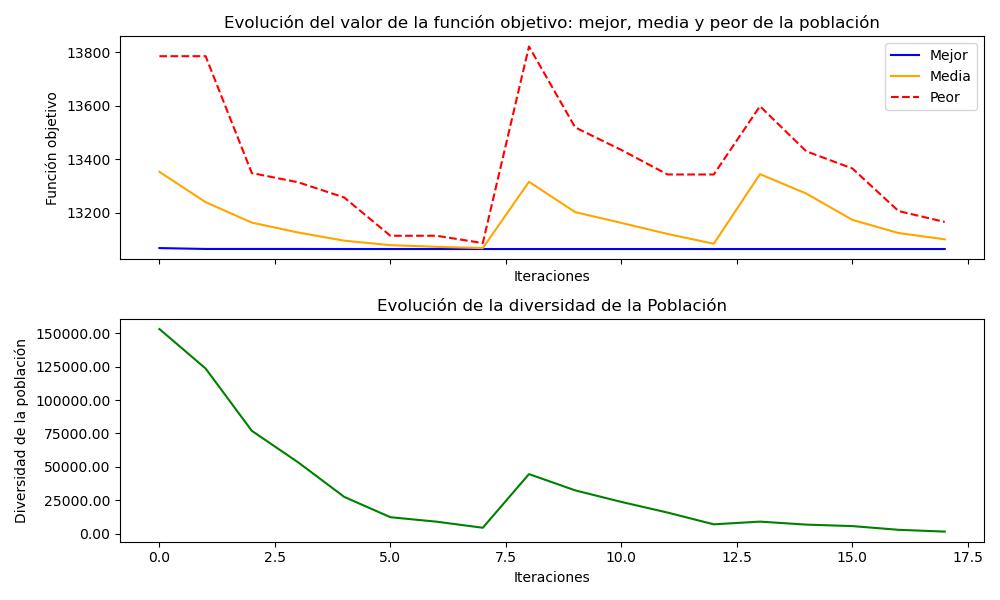 Evolución del valor de la función objetivo: mejor, media y peor de la población
13800
13600
13400
13200
Función objetivo
Mejor
Media
Peor
Iteraciones
Evolución de la diversidad de la Población
150000.00
125000.00
100000.00
75000.00
50000.00
25000.00
0.00
Diversidad de la población
0.0 2.5 5.0 7.5 10.0 12.5 15.0 17.5
Iteraciones